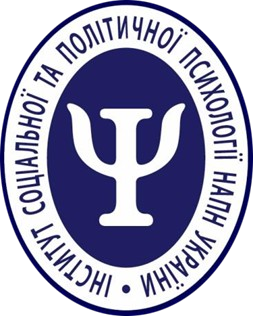 ІНСТИТУТ СОЦІАЛЬНОЇ ТА ПОЛІТИЧНОЇ ПСИХОЛОГІЇ НАПН УКРАЇНИ •
Ψ